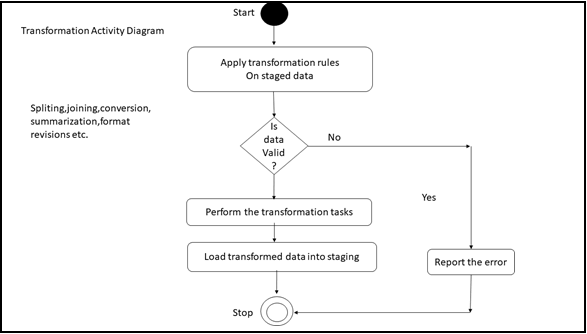 Start
Transformation Activity Diagram
Apply transformation rules
On staged data
Spliting,joining,conversion,
summarization,format
revisions etc.
Is
data
Valid
?
No
Yes
Perform the transformation tasks
Load transformed data into staging
Report the error
Stop